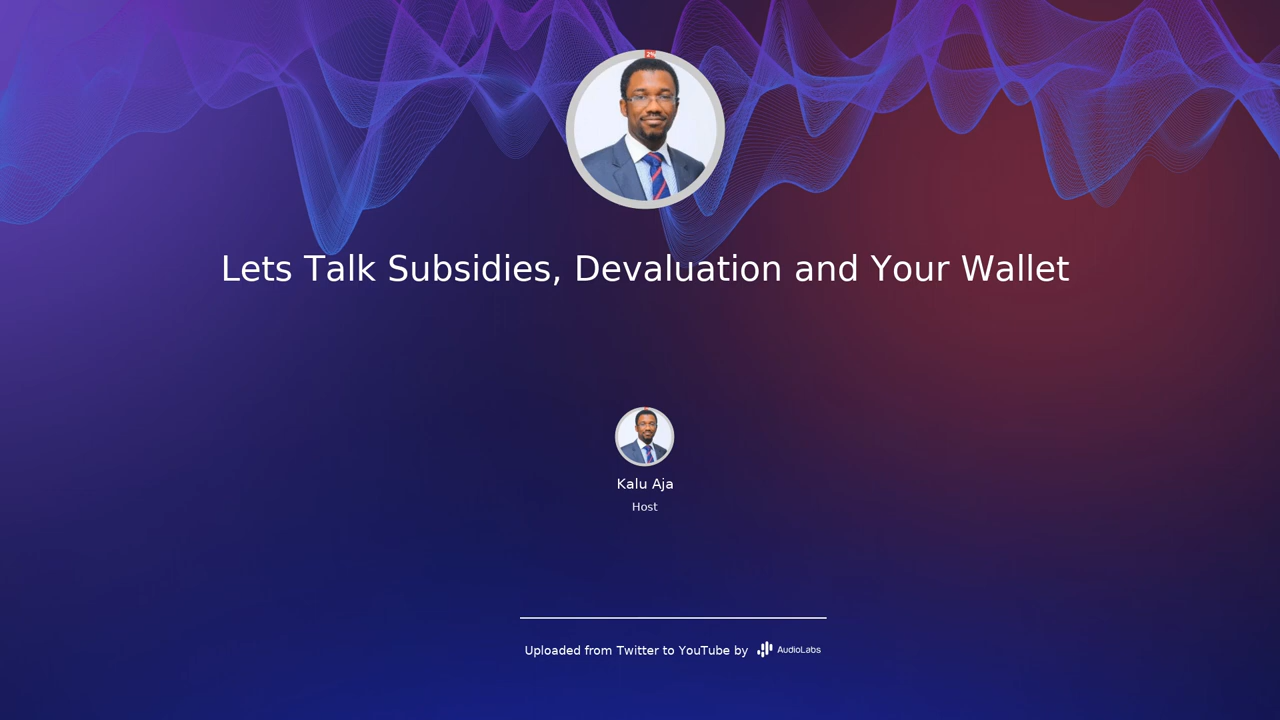 Lets Talk Subsidies, Devaluation and Your Wallet
Kalu Aja
Host
Uploaded from Twitter to YouTube by AudioLabs